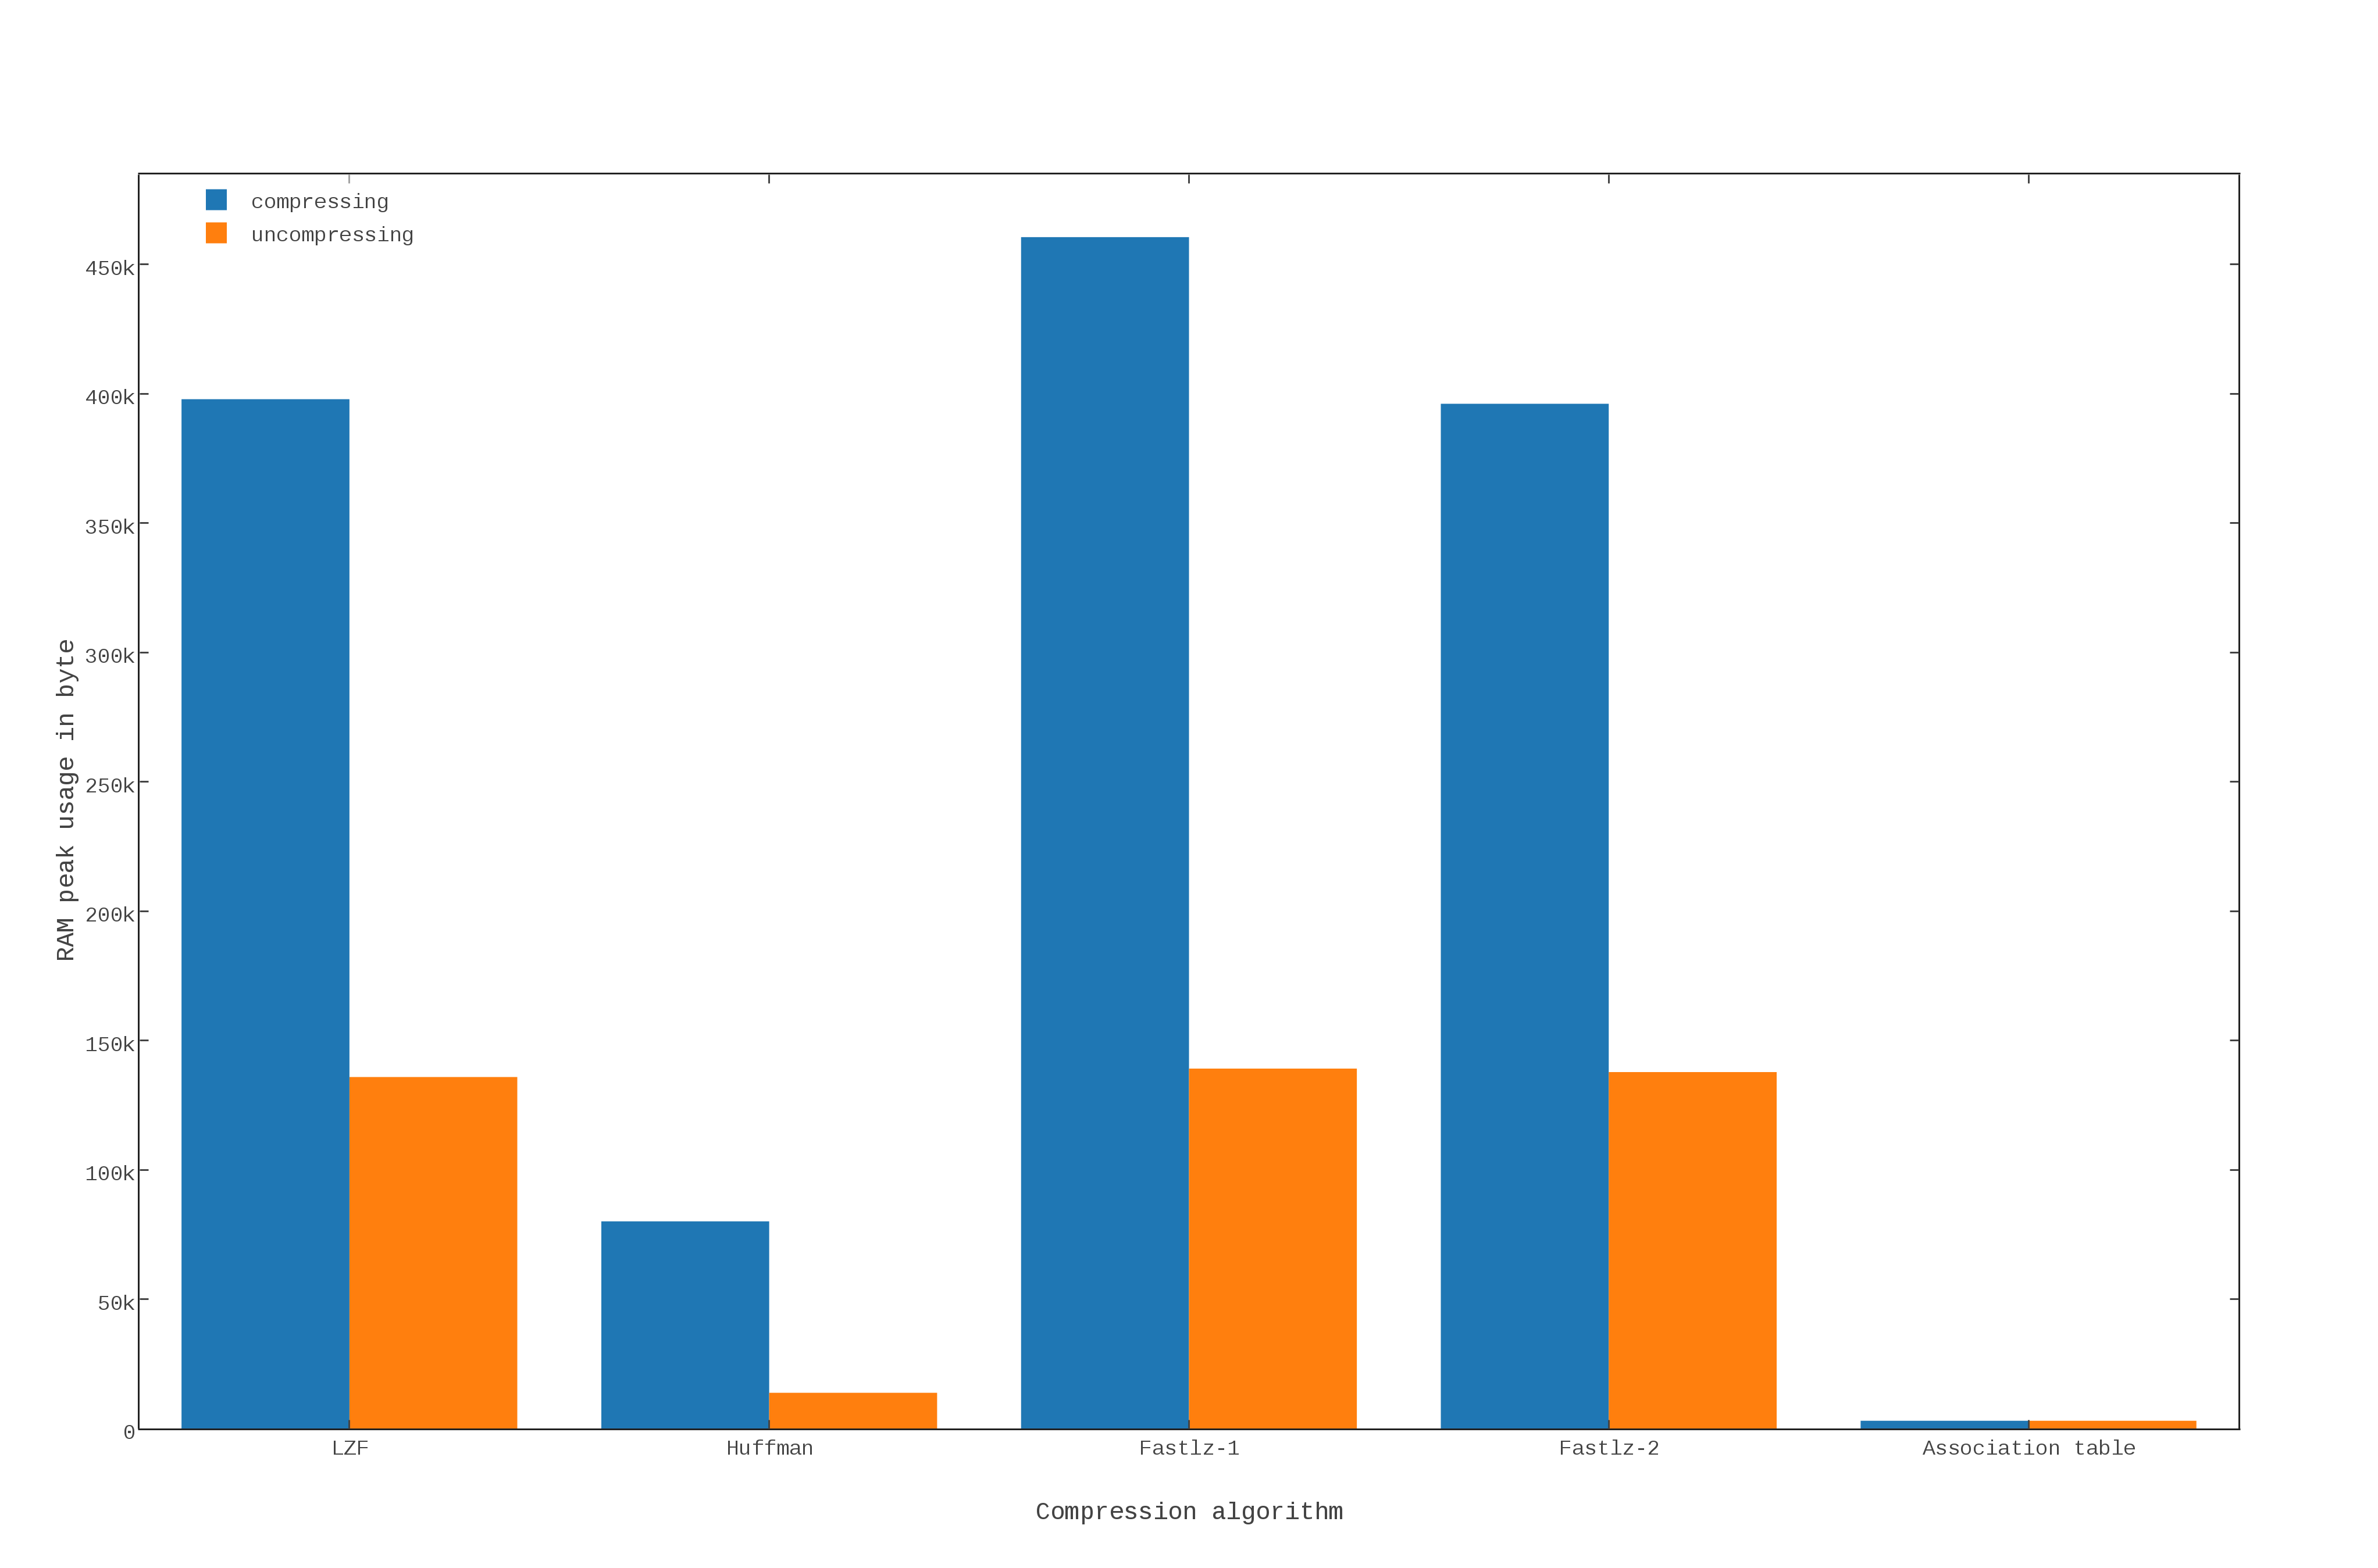 compressing
uncompressing
450k
400k
350k
300k
250k
200k
150k
100k
50k
0
RAM peak usage in byte
LZF Huffman Fastlz-1 Fastlz-2 Association table
Compression algorithm